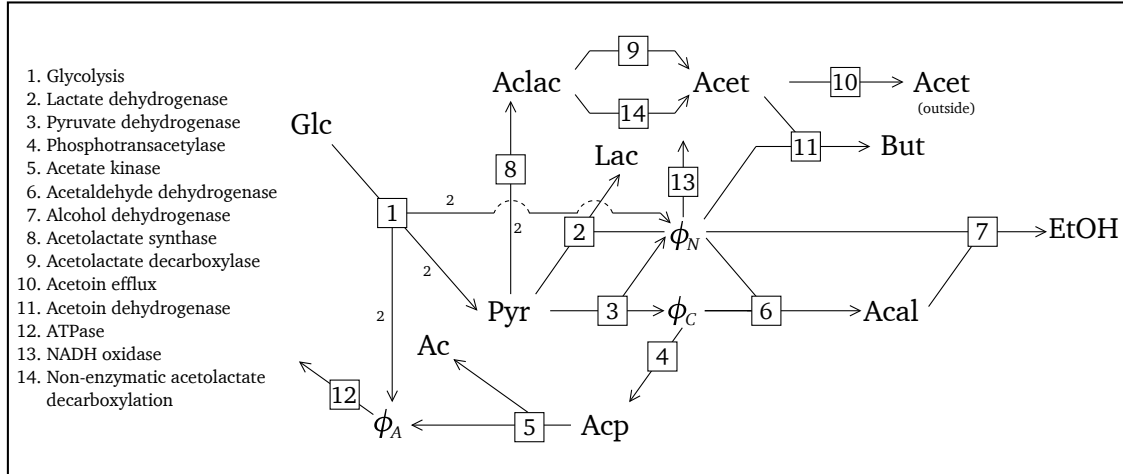 1. Glycolysis
2. Lactate dehydrogenase
3. Pyruvate dehydrogenase
4. Phosphotransacetylase
5. Acetate kinase
6. Acetaldehyde dehydrogenase
7. Alcohol dehydrogenase
8. Acetolactate synthase
9. Acetolactate decarboxylase
10. Acetoin efflux
11. Acetoin dehydrogenase
12. ATPase
13. NADH oxidase
14. Non-enzymatic acetolactate
decarboxylation
9
Aclac Acet 10 Acet
(outside)
14
Glc
Lac 11 But
8 13
2
1 2 ϕN 7 EtOH
2
2
Pyr 3 ϕC 6 Acal
2
Ac 4
12
ϕA 5 Acp